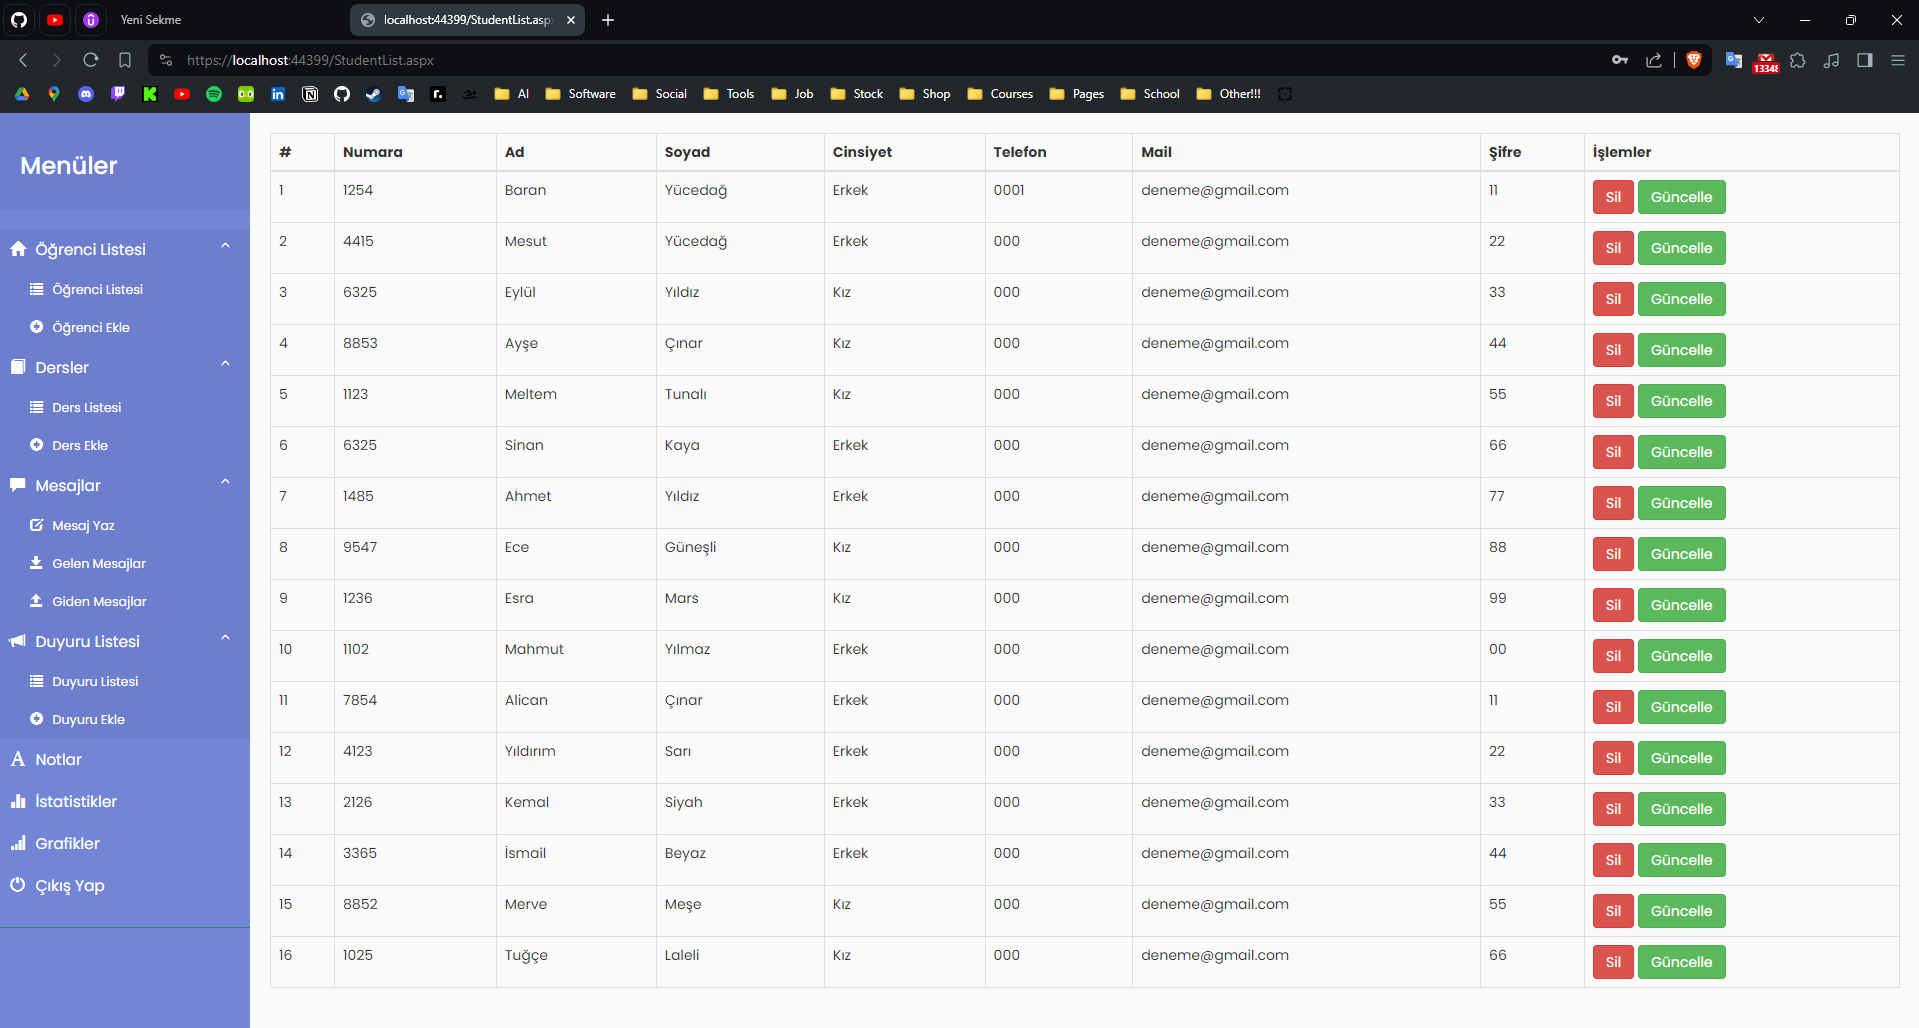 Yeni Sekme
localhost:44399/StudentList.asp
https://localhost:44399/StudentList.aspx
13348
AI Software Social Tools Job Stock Shop Courses Pages School Other!!!
Menüler
Öğrenci Listesi
Öğrenci Listesi
Öğrenci Ekle
Dersler
Ders Listesi
Ders Ekle
Mesajlar
Mesaj Yaz
Gelen Mesajlar
Giden Mesajlar
Duyuru Listesi
Duyuru Listesi
Duyuru Ekle
Notlar
İstatistikler
Grafikler
Çıkış Yap
# Numara Ad Soyad Cinsiyet Telefon Mail Şifre İşlemler
1 1254 Baran Yücedağ Erkek 0001 deneme@gmail.com 11 Sil Güncelle
2 4415 Mesut Yücedağ Erkek 000 deneme@gmail.com 22 Sil Güncelle
3 6325 Eylül Yıldız Kız 000 deneme@gmail.com 33 Sil Güncelle
4 8853 Ayşe Çınar Kız 000 deneme@gmail.com 44 Sil Güncelle
5 1123 Meltem Tunalı Kız 000 deneme@gmail.com 55 Sil Güncelle
6 6325 Sinan Kaya Erkek 000 deneme@gmail.com 66 Sil Güncelle
7 1485 Ahmet Yıldız Erkek 000 deneme@gmail.com 77 Sil Güncelle
8 9547 Ece Güneşli Kız 000 deneme@gmail.com 88 Sil Güncelle
9 1236 Esra Mars Kız 000 deneme@gmail.com 99 Sil Güncelle
10 1102 Mahmut Yılmaz Erkek 000 deneme@gmail.com 00 Sil Güncelle
11 7854 Alican Çınar Erkek 000 deneme@gmail.com 11 Sil Güncelle
12 4123 Yıldırım Sarı Erkek 000 deneme@gmail.com 22 Sil Güncelle
13 2126 Kemal Siyah Erkek 000 deneme@gmail.com 33 Sil Güncelle
14 3365 İsmail Beyaz Erkek 000 deneme@gmail.com 44 Sil Güncelle
15 8852 Merve Meşe Kız 000 deneme@gmail.com 55 Sil Güncelle
16 1025 Tuğçe Laleli Kız 000 deneme@gmail.com 66 Sil Güncelle